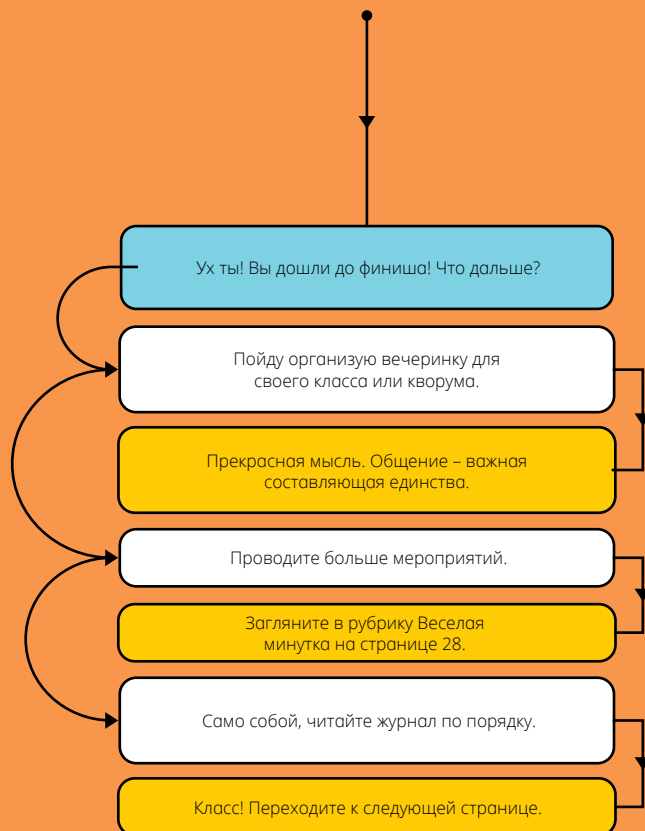 Ух ты! Вы дошли до финиша! Что дальше?
Пойду организую вечеринку для
своего класса или кворума.
Прекрасная мысль. Общение – важная
составляющая единства.
Проводите больше мероприятий.
Загляните в рубрику Веселая
минутка на странице 28.
Само собой, читайте журнал по порядку.
Класс! Переходите к следующей странице.